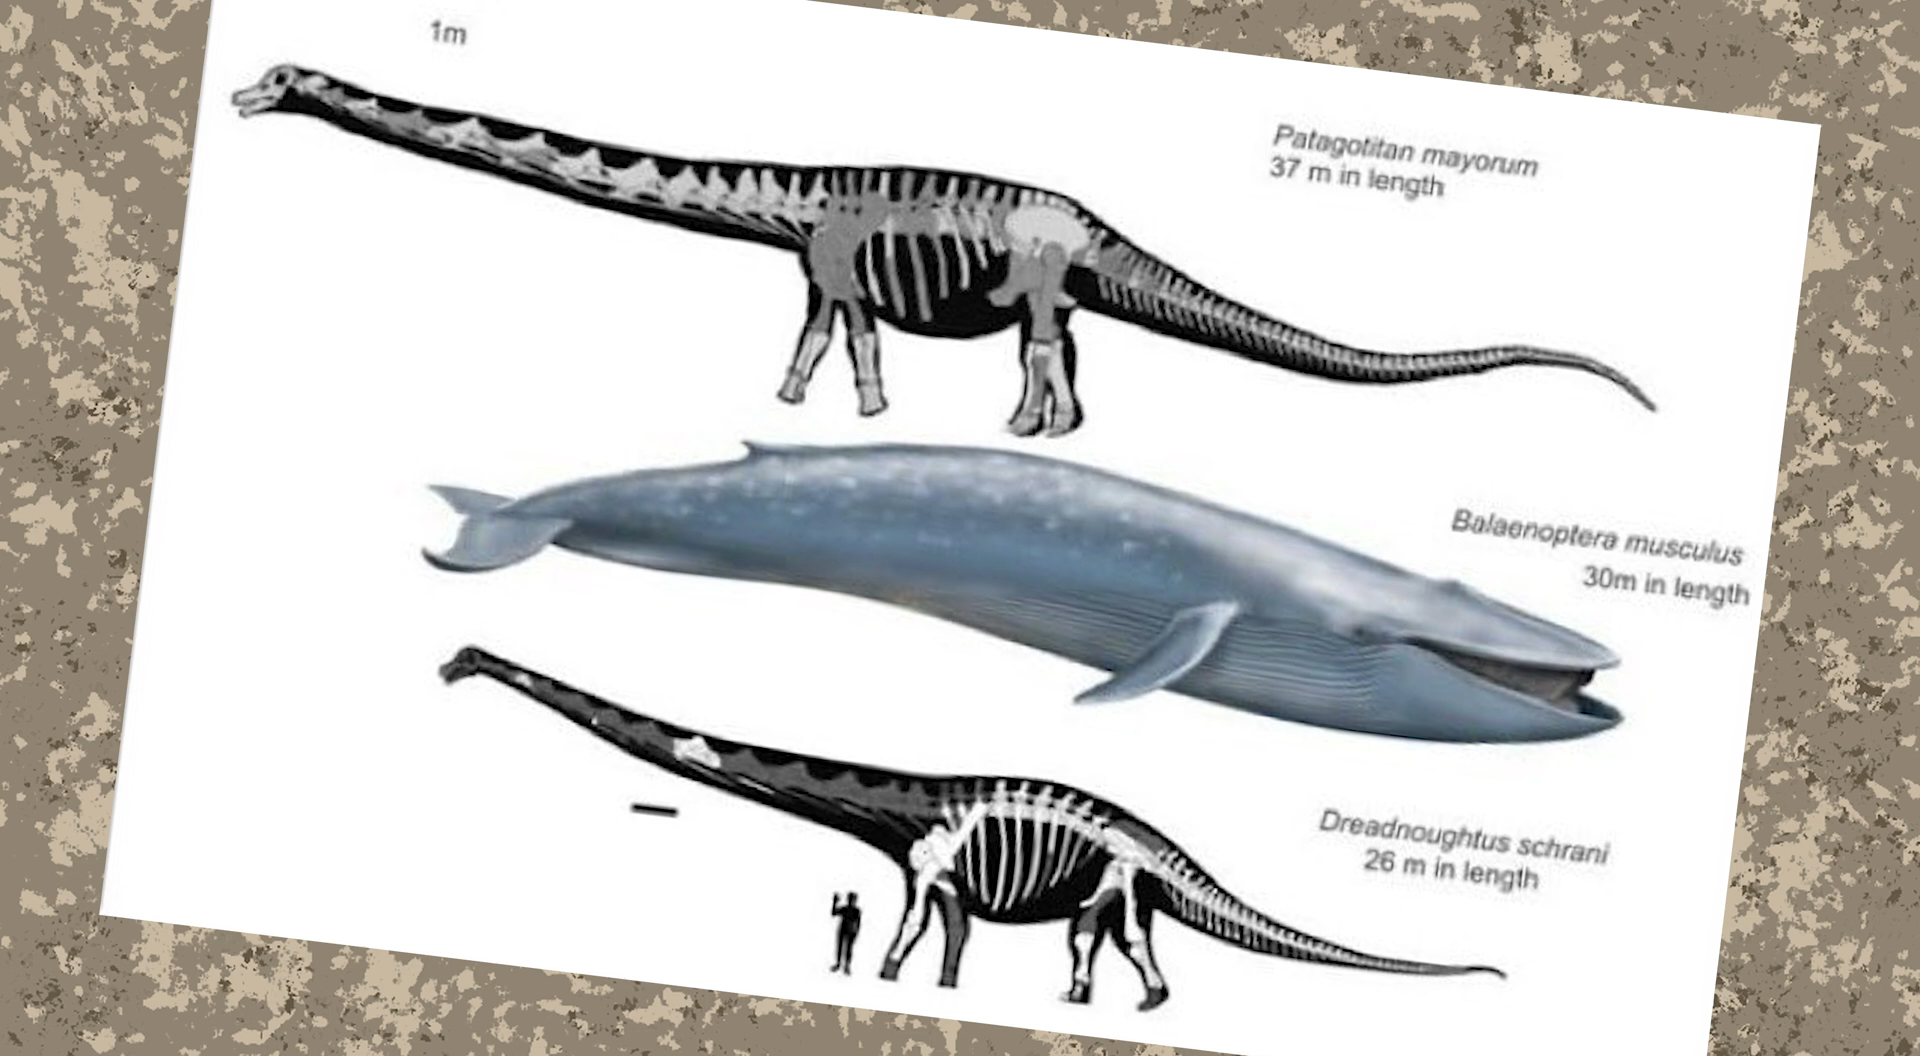 1m
Patagotitan mayorum
37 m in length
Balaenoptera musculus
30m in length
Dreadnoughtus schrani
26 m in length